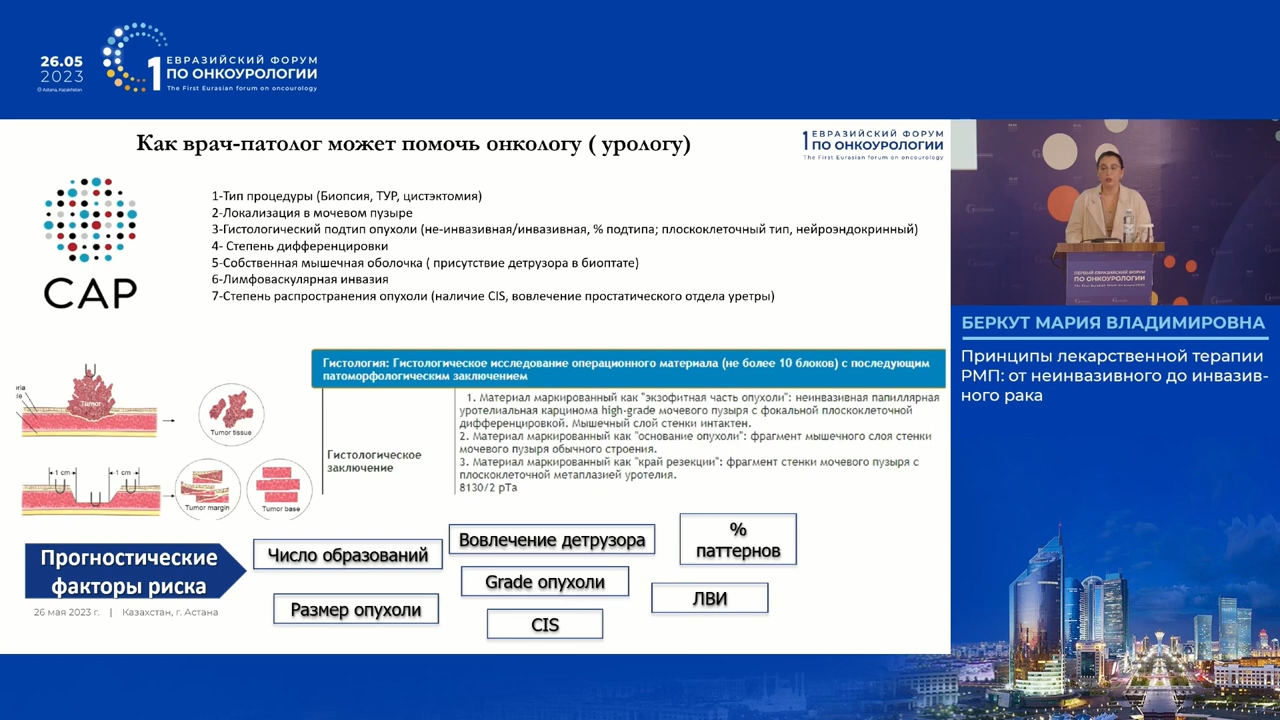 26.05
2023
Astana, Kazakhstan
1 ЕВРАЗИЙСКИЙ ФОРУМ
ПО ОНКОУРОЛОГИИ
The First Eurasian forum on oncourology
Как врач-патолог может помочь онкологу ( урологу)
1 ЕВРАЗИЙСКИЙ ФОРУМ
ПО ОНКОУРОЛОГИИ
The First Eurasian forum on oncourology
CAP
1-Тип процедуры (Биопсия, ТУР, цистэктомия)
2-Локализация в мочевом пузыре
3-Гистологический подтип опухоли (не-инвазивная/инвазивная, % подтипа; плоскоклеточный тип, нейроэндокринный)
4- Степень дифференцировки
5-Собственная мышечная оболочка ( присутствие детрузора в биоптате)
6-Лимфоваскулярная инвазия
7-Степень распространения опухоли (наличие CIS, вовлечение простатического отдела уретры)
Tumor
Tumor tissue
1 cm
1 cm
Tumor margin
Tumor base
Гистология: Гистологическое исследование операционного материала (не более 10 блоков) с последующим
патоморфологическим заключением
Гистологическое
заключение
1. Материал маркированный как "экзофитная часть опухоли": неинвазивная папиллярная
уротелиальная карцинома high-grade мочевого пузыря с фокальной плоскоклеточной
дифференцировкой. Мышечный слой стенки интактен.
2. Материал маркированный как "основание опухоли": фрагмент мышечного слоя стенки
мочевого пузыря обычного строения.
3. Материал маркированный как "край резекции": фрагмент стенки мочевого пузыря с
плоскоклеточной метаплазией уротелия.
8130/2 pTa
Прогностические
факторы риска
Число образований
Размер опухоли
Вовлечение детрузора
Grade опухоли
CIS
%
паттернов
ЛВИ
26 мая 2023 г. | Казахстан, г. Астана
ПЕРВЫЙ ЕВРАЗИЙСКИЙ ФОРУМ
ПО ОНКОУРОЛОГИИ
БЕРКУТ МАРИЯ ВЛАДИМИРОВНА
Принципы лекарственной терапии
РМП: от неинвазивного до инвазив-
ного рака